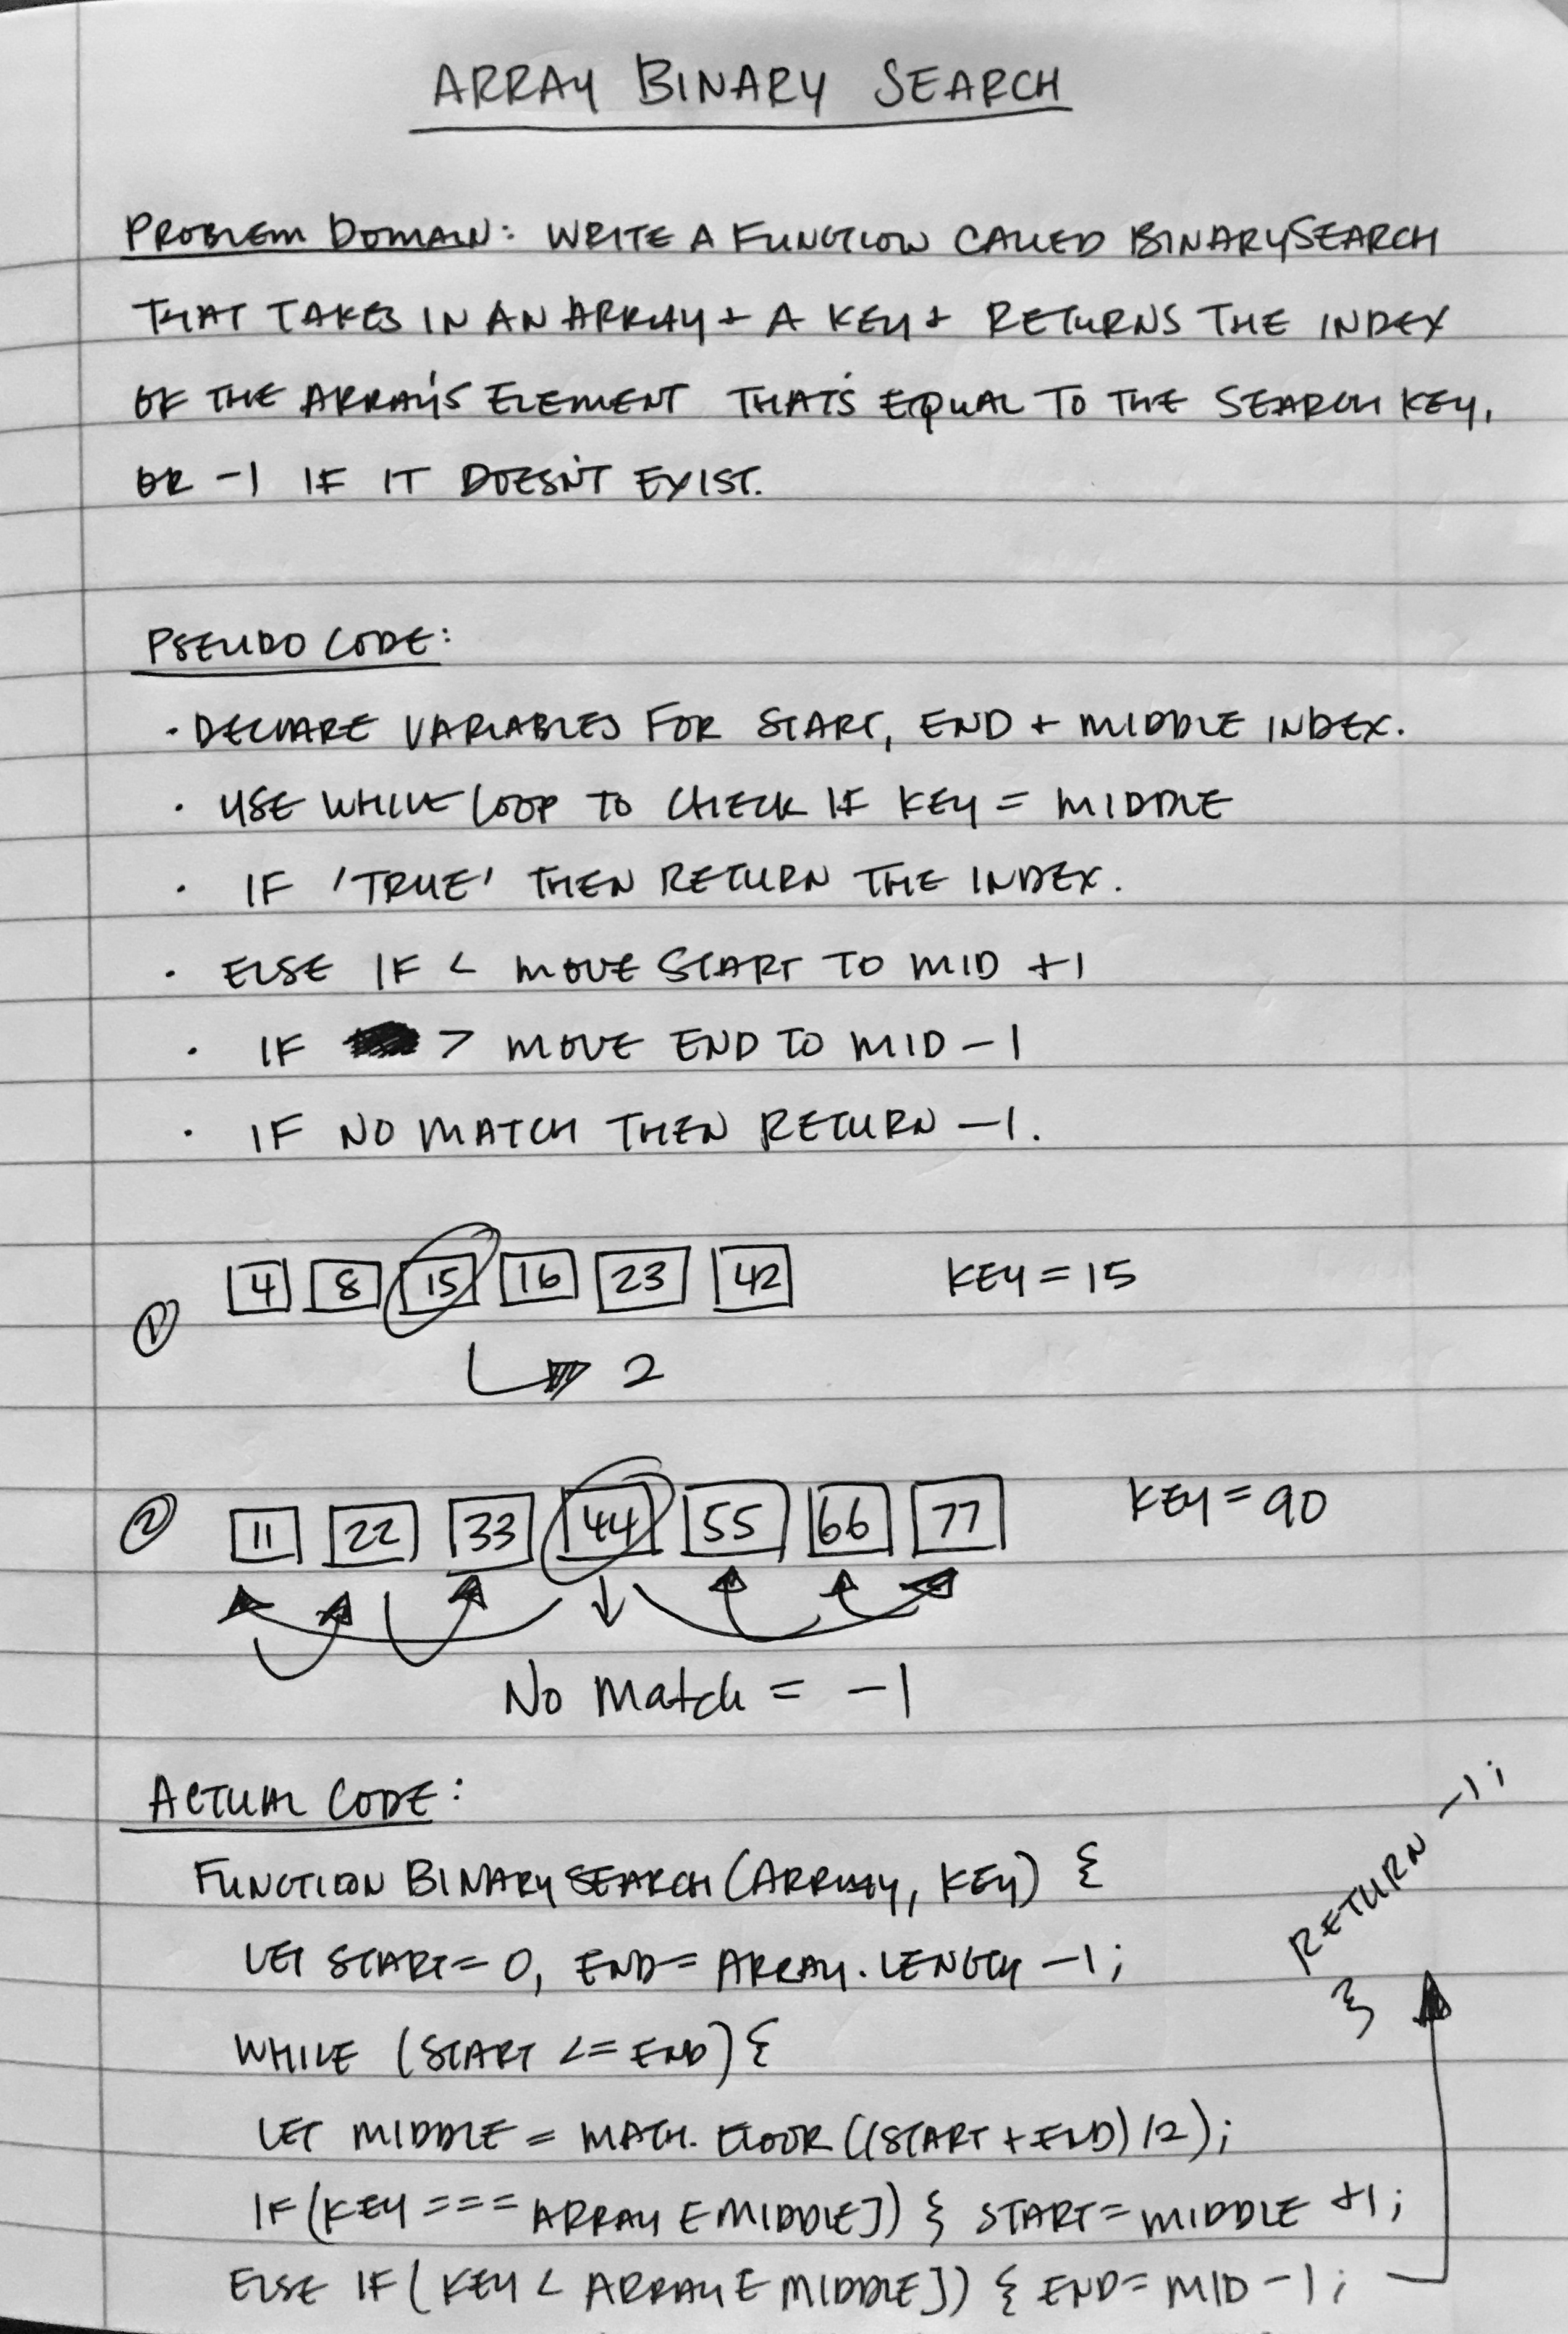 ARRAY BINARY SEARCH
PROBLEM DOMAIN: WRITE A FUNCTION CALLED BINARYSEARCH
THAT TAKES IN AN ARRAY + A KEY + RETURNS THE INDEX
OF THE ARRAY'S ELEMENT THAT'S EQUAL TO THE SEARCH KEY,
OR -1 IF IT DOESN'T EXIST.
PSEUDO CODE:
· DECLARE VARIABLES FOR START, END + MIDDLE INDEX.
· USE WHILE LOOP TO CHECK IF KEY = MIDDLE
· IF 'TRUE' THEN RETURN THE INDEX.
· ELSE IF < MOVE START TO MID +1
· IF > MOVE END TO MID -1
· IF NO MATCH THEN RETURN -1.
① 4 8 15 16 23 42 KEY = 15
2
② 11 22 33 44 55 66 77 KEY = 90
No Match = -1
ACTUAL CODE:
FUNCTION BINARYSEARCH (ARRAY, KEY) {
LET START = 0, END = ARRAY.LENGTH -1;
WHILE (START <= END) {
LET MIDDLE = MATH.FLOOR ((START + END) /2);
IF (KEY === ARRAY [MIDDLE]) { START = MIDDLE +1;
ELSE IF (KEY < ARRAY [MIDDLE]) { END = MID -1;
RETURN -1;
}